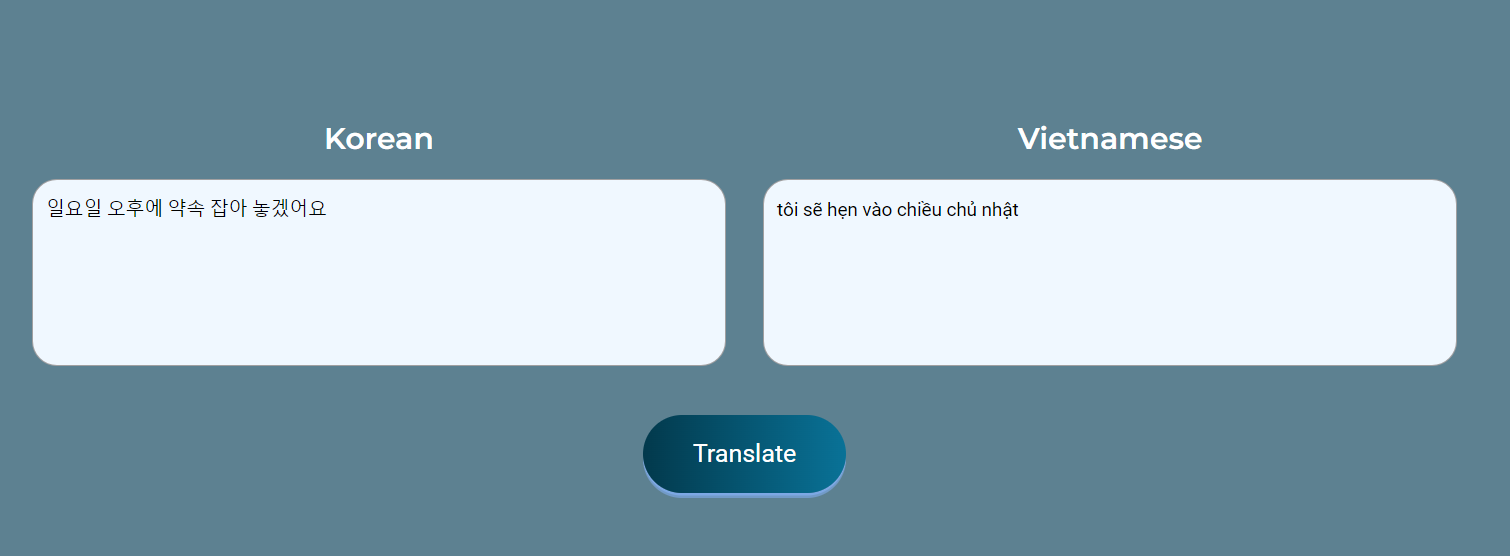 Korean
Vietnamese
일요일 오후에 약속 잡아 놓겠어요
tôi sẽ hẹn vào chiều chủ nhật
Translate